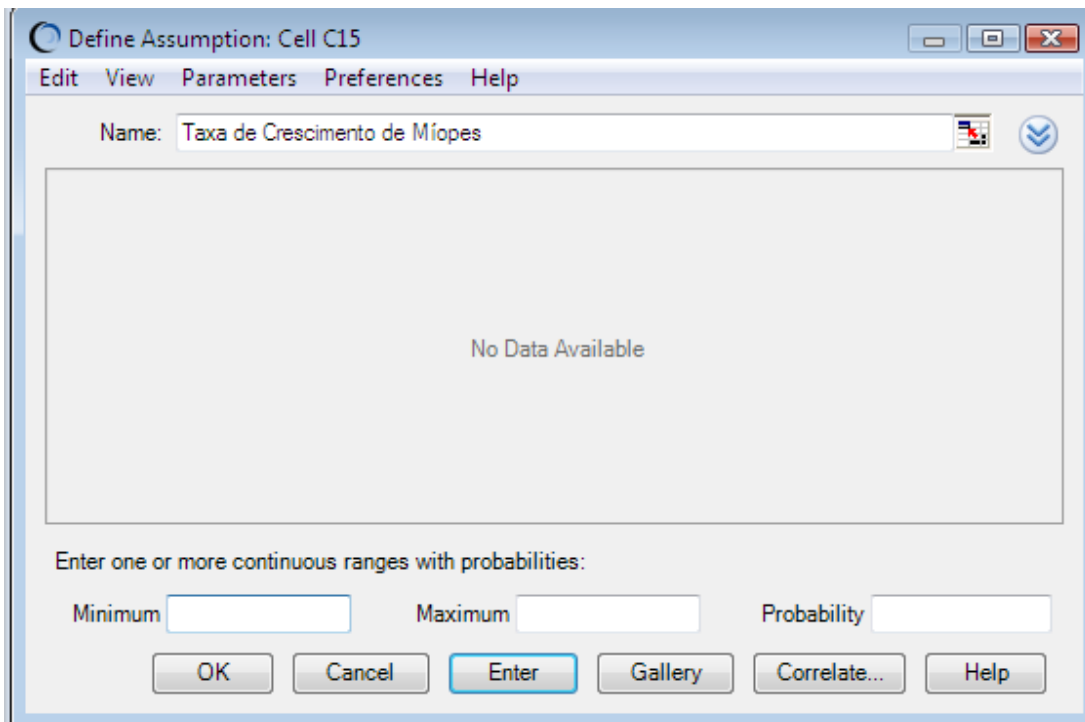 Define Assumption: Cell C15
Edit View Parameters Preferences Help
Name: Taxa de Crescimento de Míopes
No Data Available
Enter one or more continuous ranges with probabilities:
Minimum Maximum Probability
OK Cancel Enter Gallery Correlate... Help